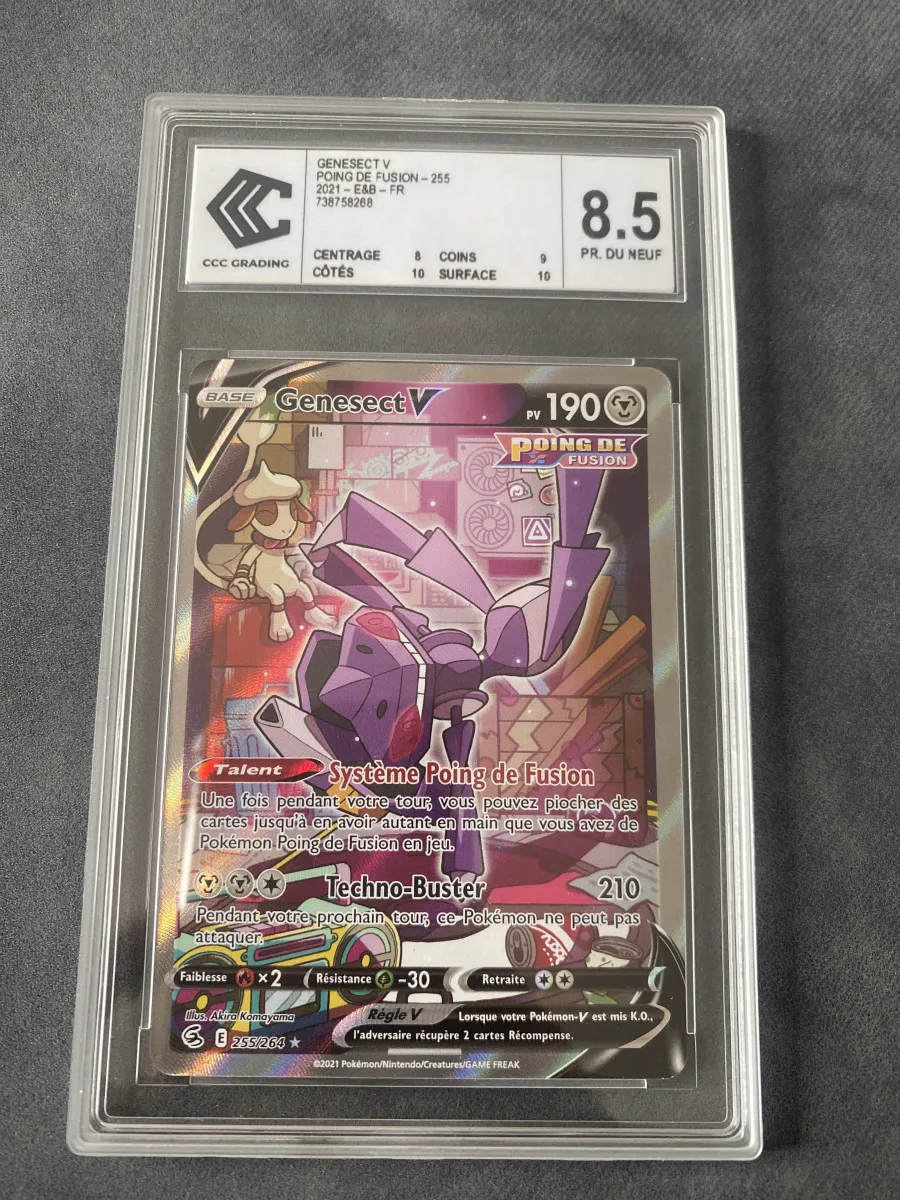 GENESECT V
POING DE FUSION – 255
2021 – E&B – FR
738758268
CCC GRADING
CENTRAGE 8 COINS 9
CÔTÉS 10 SURFACE 10
8.5
PR. DU NEUF
BASE Genesect V PV 190
POING DE
FUSION
Talent Système Poing de Fusion
Une fois pendant votre tour, vous pouvez piocher des
cartes jusqu'à en avoir autant en main que vous avez de
Pokémon Poing de Fusion en jeu.
Techno-Buster 210
Pendant votre prochain tour, ce Pokémon ne peut pas
attaquer.
Faiblesse ×2 Résistance -30 Retraite
Illus. Akira Komayama
Règle V Lorsque votre Pokémon-V est mis K.O.,
l'adversaire récupère 2 cartes Récompense.
E 255/264 ★
©2021 Pokémon/Nintendo/Creatures/GAME FREAK